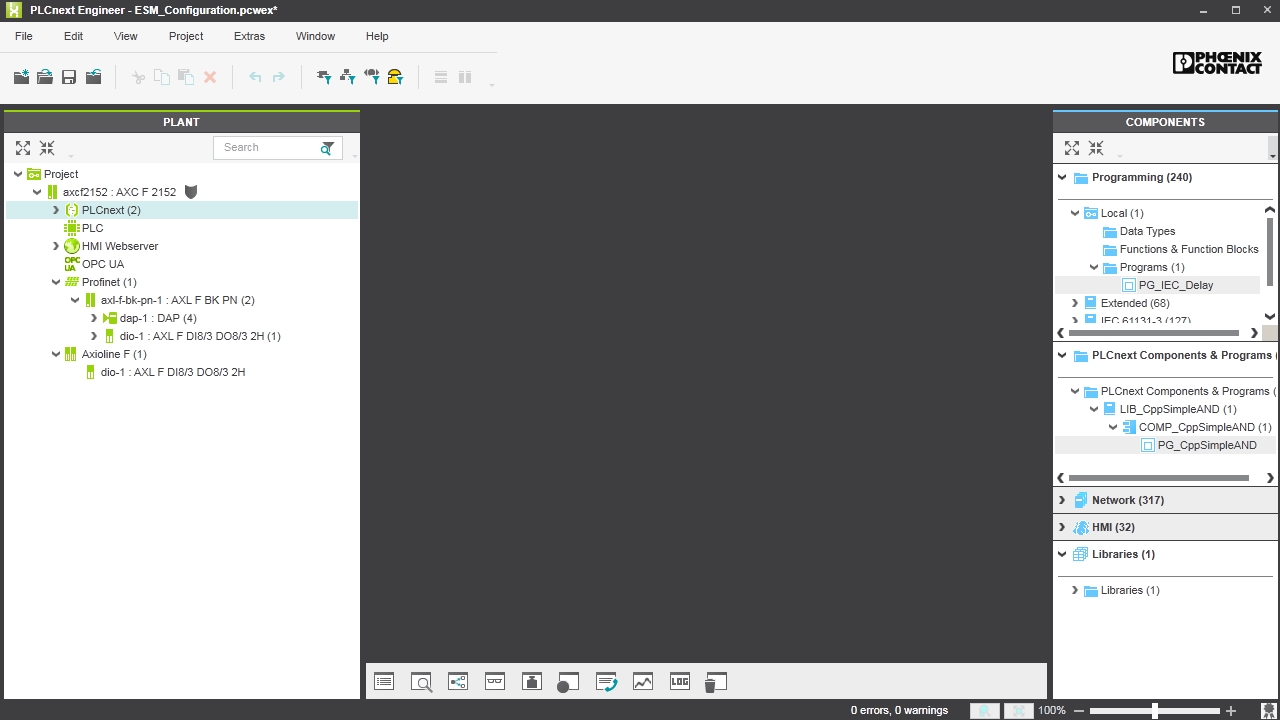 PLCnext Engineer - ESM_Configuration.pcwex*
File Edit View Project Extras Window Help
PHŒNIX
CONTACT
LOG
PLANT
Search
Project
axcf2152 : AXC F 2152
PLCnext (2)
PLC
HMI Webserver
OPC UA OPC UA
Profinet (1)
axl-f-bk-pn-1 : AXL F BK PN (2)
dap-1 : DAP (4)
dio-1 : AXL F DI8/3 DO8/3 2H (1)
Axioline F (1)
dio-1 : AXL F DI8/3 DO8/3 2H
COMPONENTS
Programming (240)
Local (1)
Data Types
Functions & Function Blocks
Programs (1)
PG_IEC_Delay
Extended (68)
IEC 61131-3 (127)
PLCnext Components & Programs (
PLCnext Components & Programs (
LIB_CppSimpleAND (1)
COMP_CppSimpleAND (1)
PG_CppSimpleAND
Network (317)
HMI (32)
Libraries (1)
Libraries (1)
0 errors, 0 warnings
100%